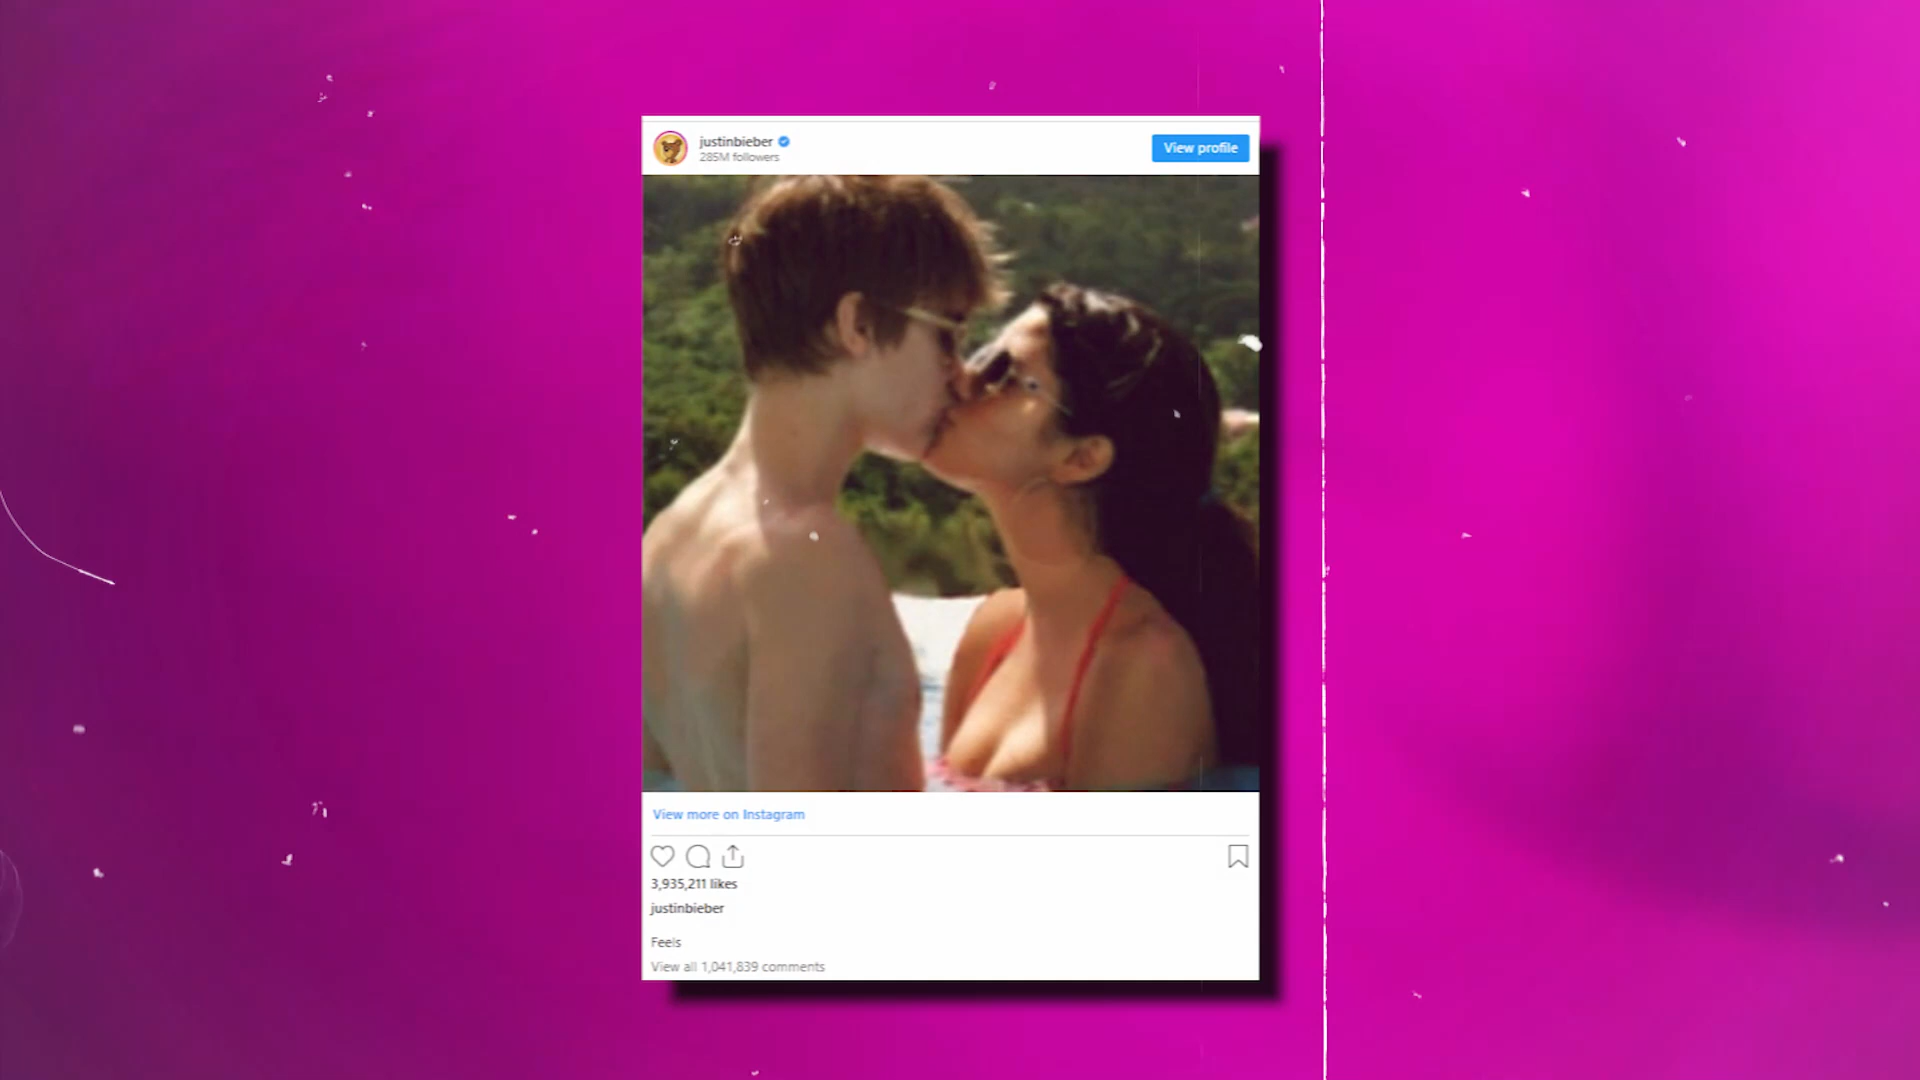 justinbieber
285M followers
View profile
View more on Instagram
3,935,211 likes
justinbieber
Feels
View all 1,041,839 comments